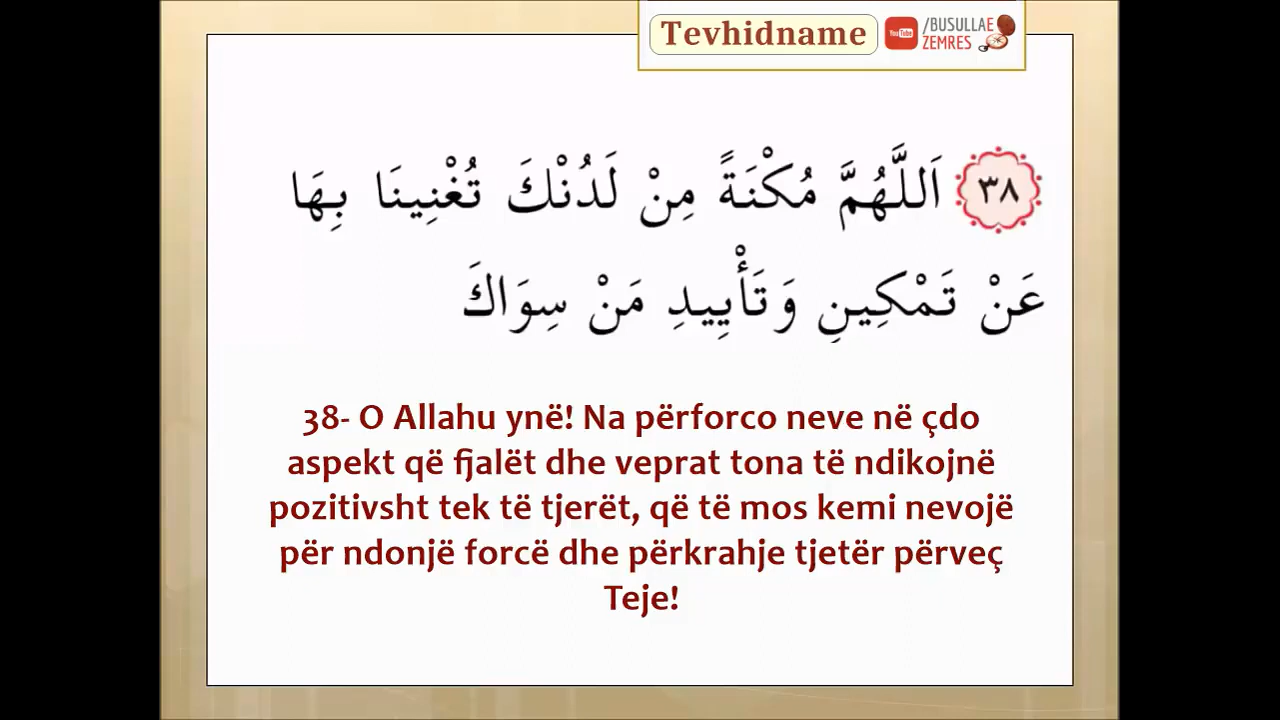 Tevhidname
YouTube
/BUSULLAE
ZEMRES
٣٨ اَللَّهُمَّ مُكْنَةً مِنْ لَدُنْكَ تُغْنِينَا بِهَا
عَنْ تَمْكِينِ وَتَأْيِيدِ مَنْ سِوَاكَ
38- O Allahu ynë! Na përforco neve në çdo
aspekt që fjalët dhe veprat tona të ndikojnë
pozitivsht tek të tjerët, që të mos kemi nevojë
për ndonjë forcë dhe përkrahje tjetër përveç
Teje!